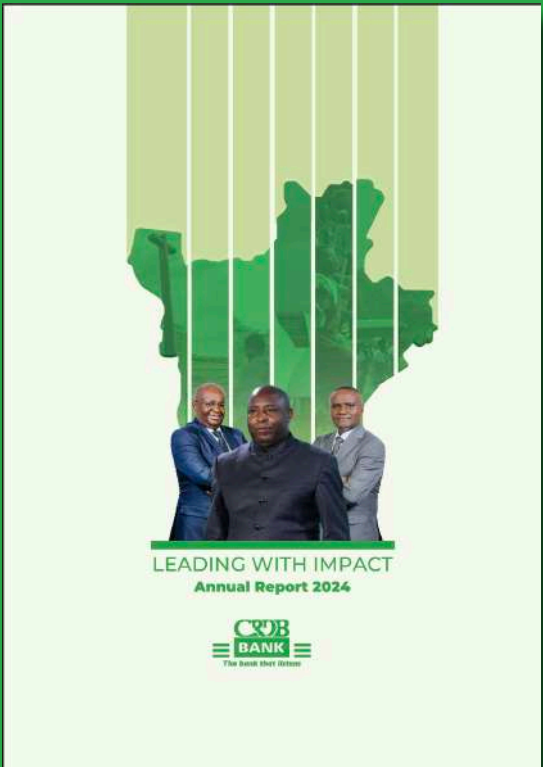 LEADING WITH IMPACT
Annual Report 2024
CRDB
BANK
The bank that listens